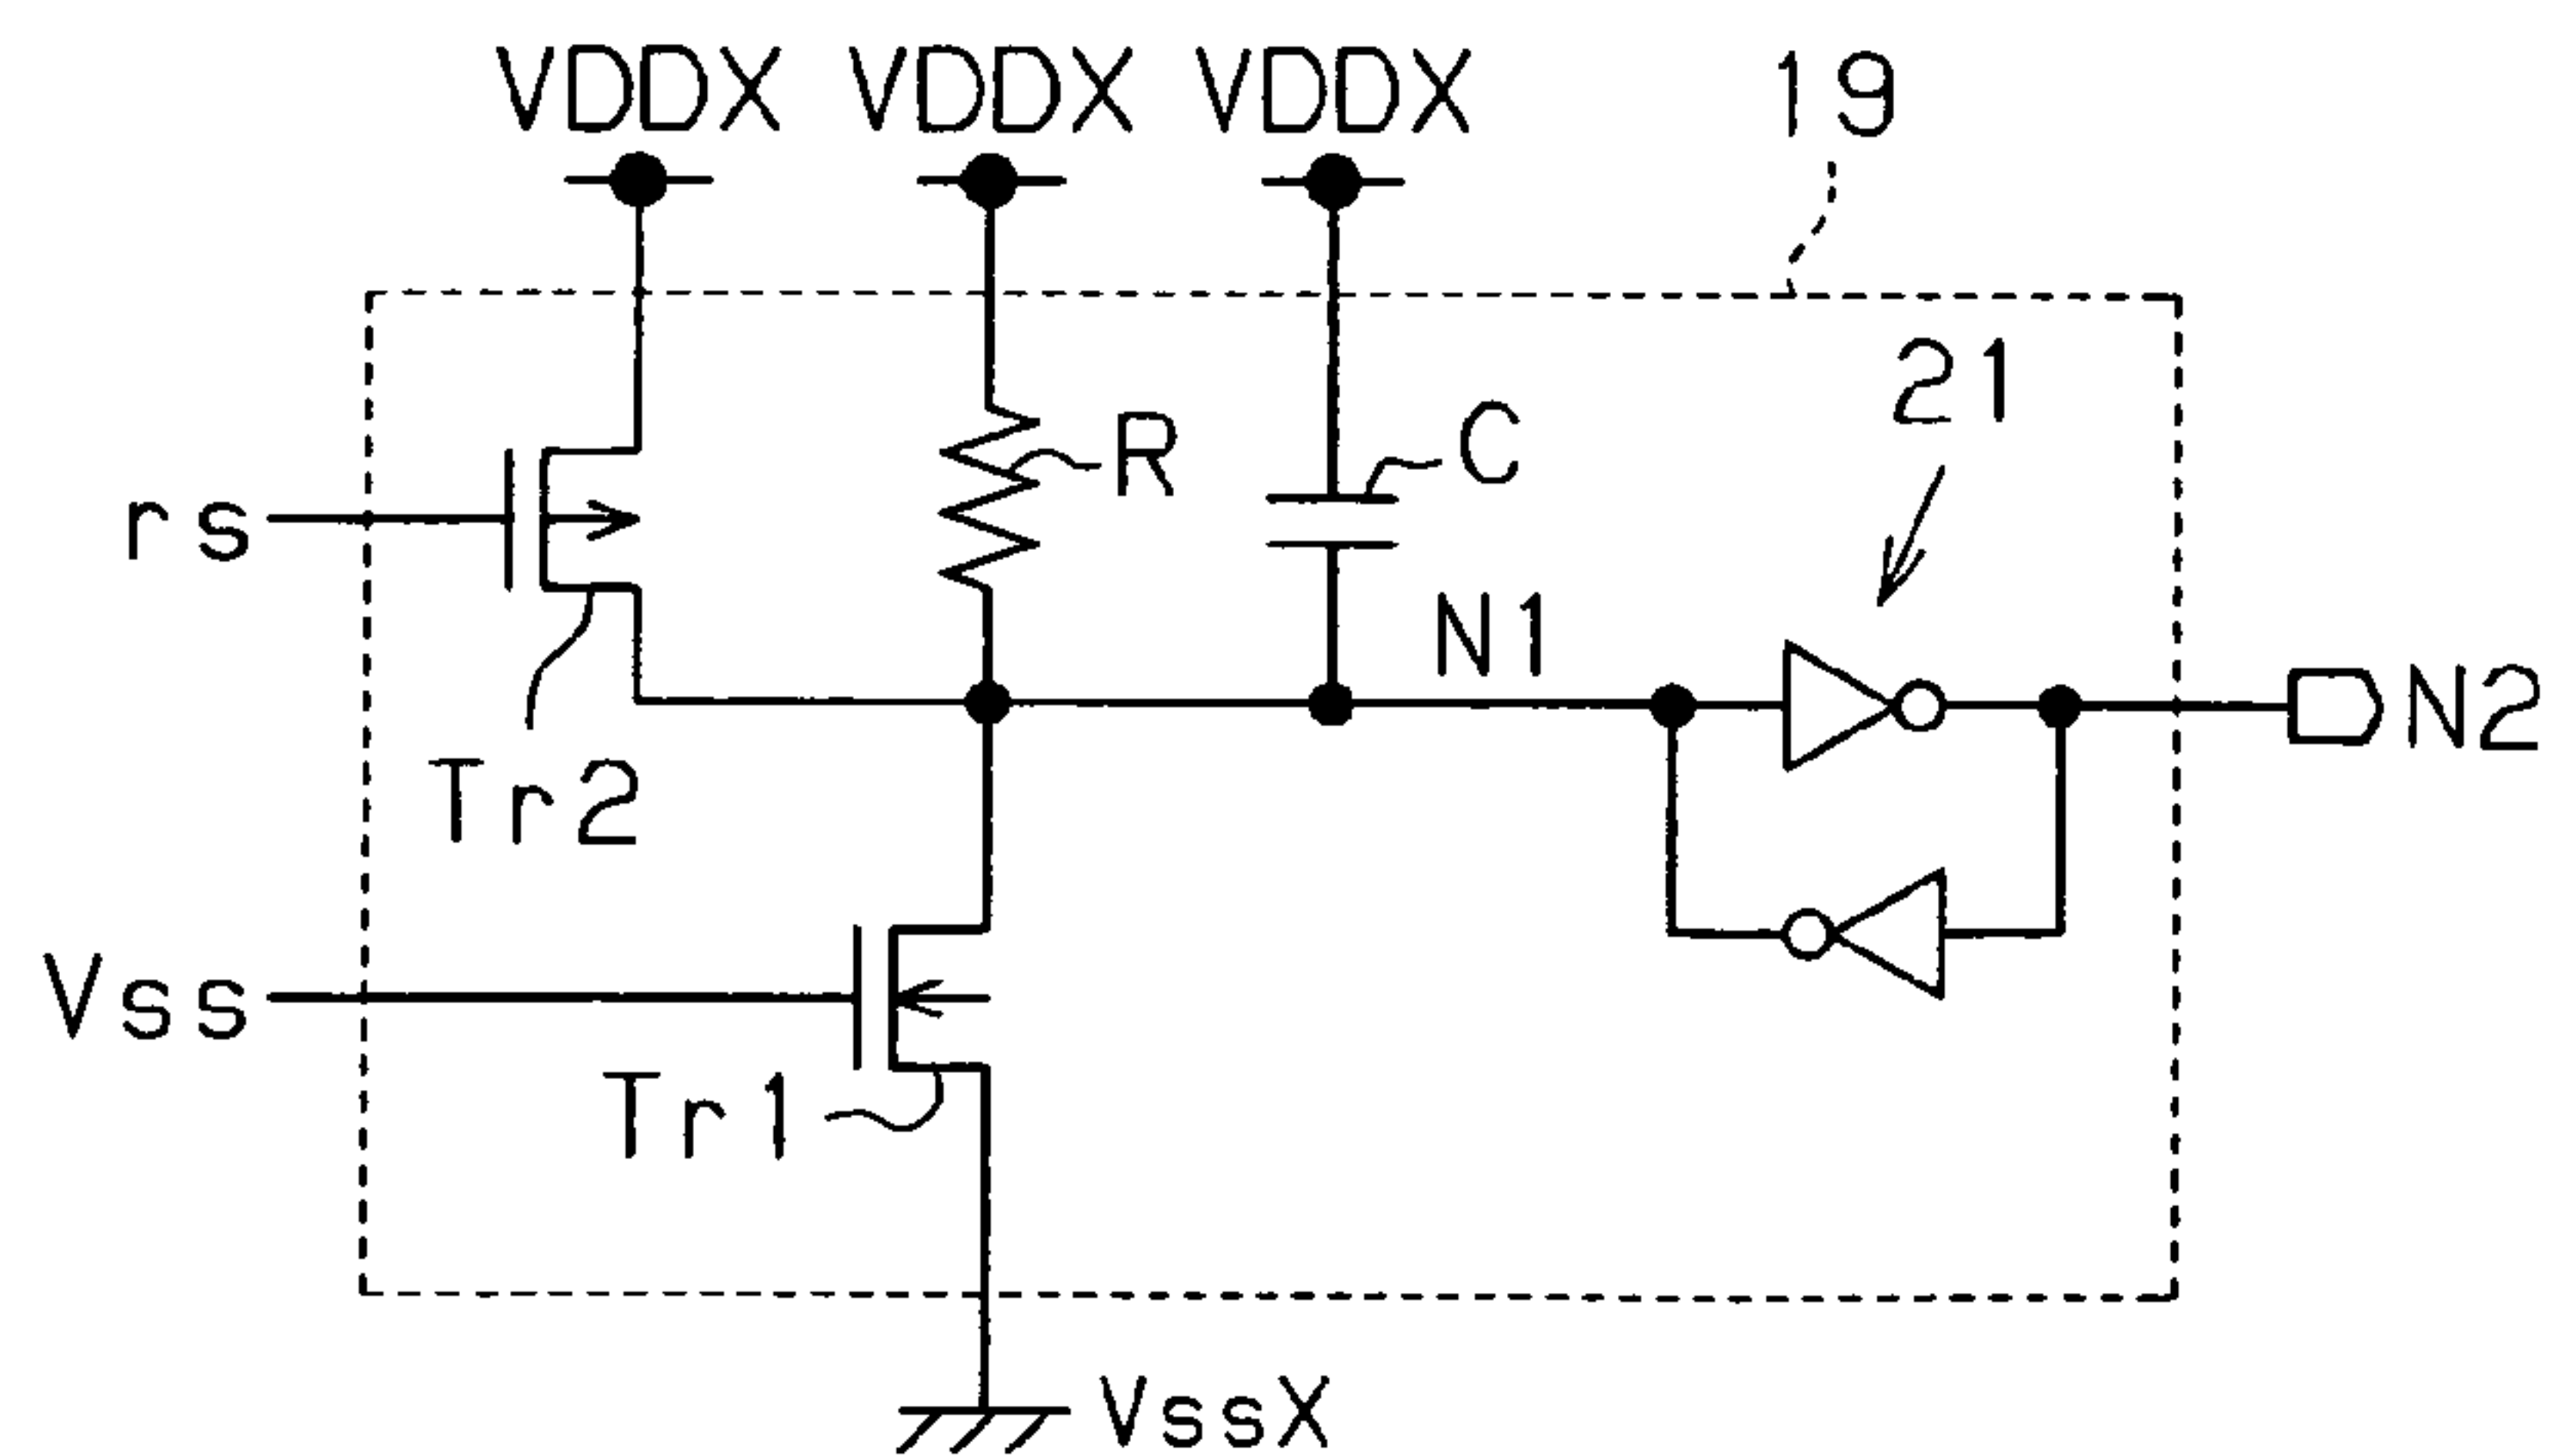 VDDX VDDX VDDX 19
21
R C
rs
N1
N2
Tr2
Vss
Tr1
VssX